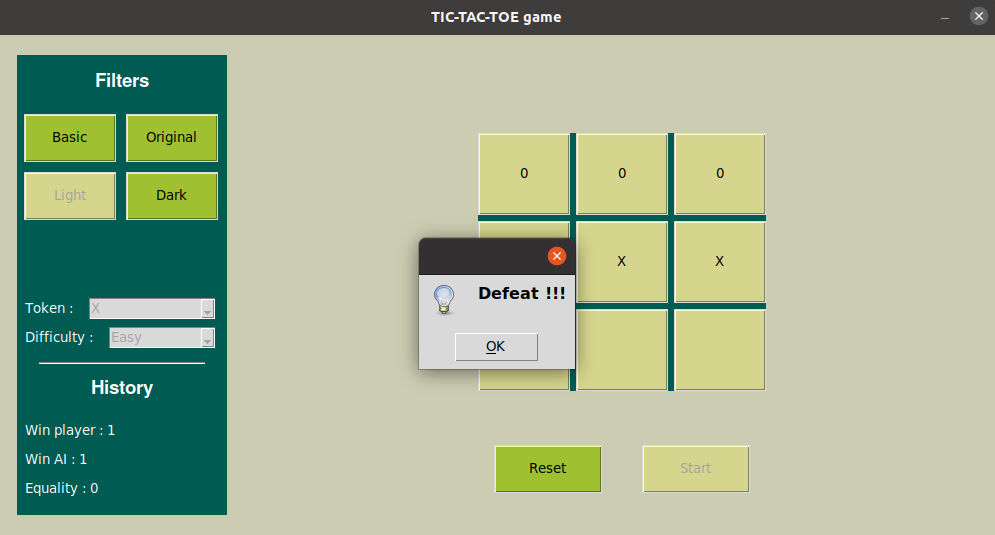 TIC-TAC-TOE game
Filters
Basic Original
Light Dark
Token : X
Difficulty : Easy
History
Win player : 1
Win AI : 1
Equality : 0
0 0 0
X X
Defeat !!!
OK
Reset Start